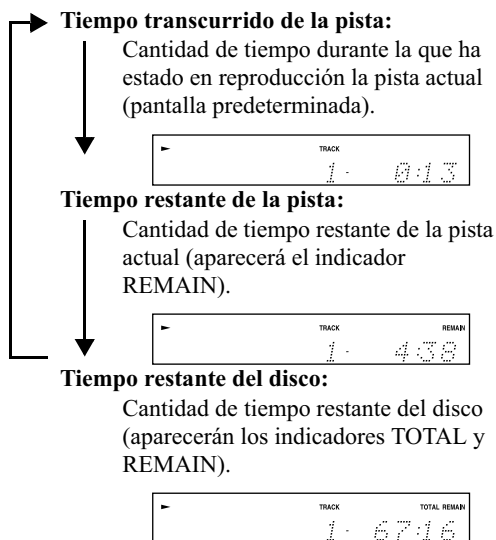 Tiempo transcurrido de la pista:
Cantidad de tiempo durante la que ha
estado en reproducción la pista actual
(pantalla predeterminada).
TRACK
1 - 0:13
Tiempo restante de la pista:
Cantidad de tiempo restante de la pista
actual (aparecerá el indicador
REMAIN).
TRACK REMAIN
1 - 4:38
Tiempo restante del disco:
Cantidad de tiempo restante del disco
(aparecerán los indicadores TOTAL y
REMAIN).
TRACK TOTAL REMAIN
1 - 67:16